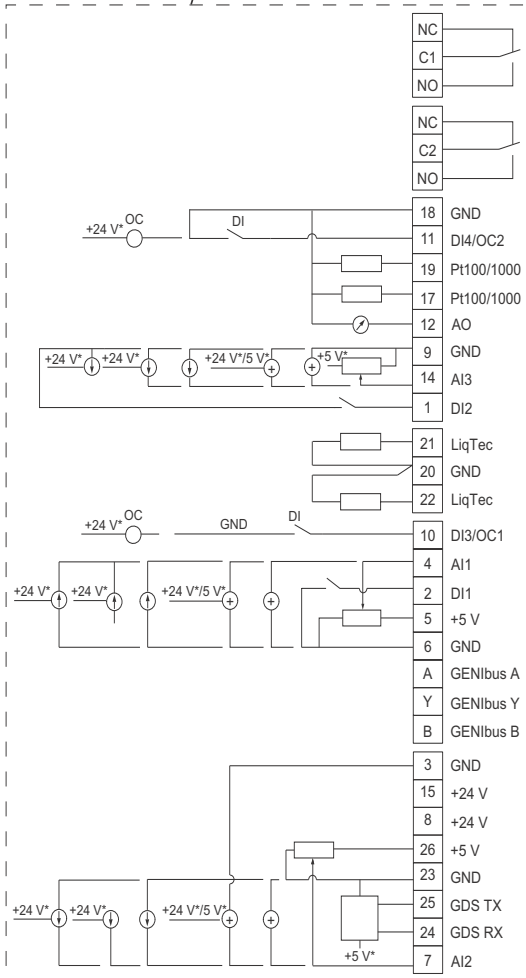 NC
C1
NO
NC
C2
NO
18 GND
+24 V* OC DI 11 DI4/OC2
19 Pt100/1000
17 Pt100/1000
12 AO
9 GND
+24 V* +24 V* +24 V*/5 V* + + +5 V*
14 AI3
1 DI2
21 LiqTec
20 GND
22 LiqTec
+24 V* OC GND DI 10 DI3/OC1
4 AI1
+24 V* +24 V* +24 V*/5 V* + +
2 DI1
5 +5 V
6 GND
A GENIbus A
Y GENIbus Y
B GENIbus B
3 GND
15 +24 V
8 +24 V
26 +5 V
23 GND
+24 V* +24 V* +24 V*/5 V* + +
25 GDS TX
24 GDS RX
+5 V* 7 AI2